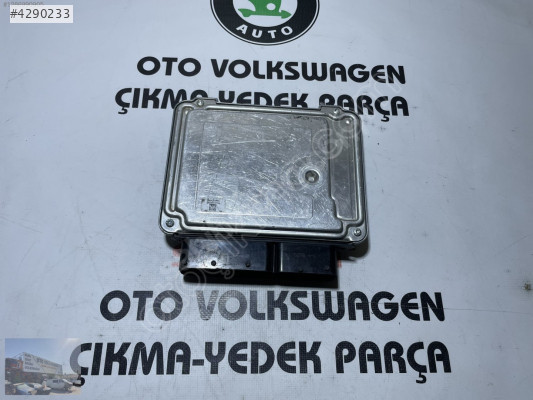 #4290233
AUTO
OTO VOLKSWAGEN
ÇIKMA-YEDEK PARÇA
OTO VOLKSWAGEN
ÇIKMA-YEDEK PARÇA